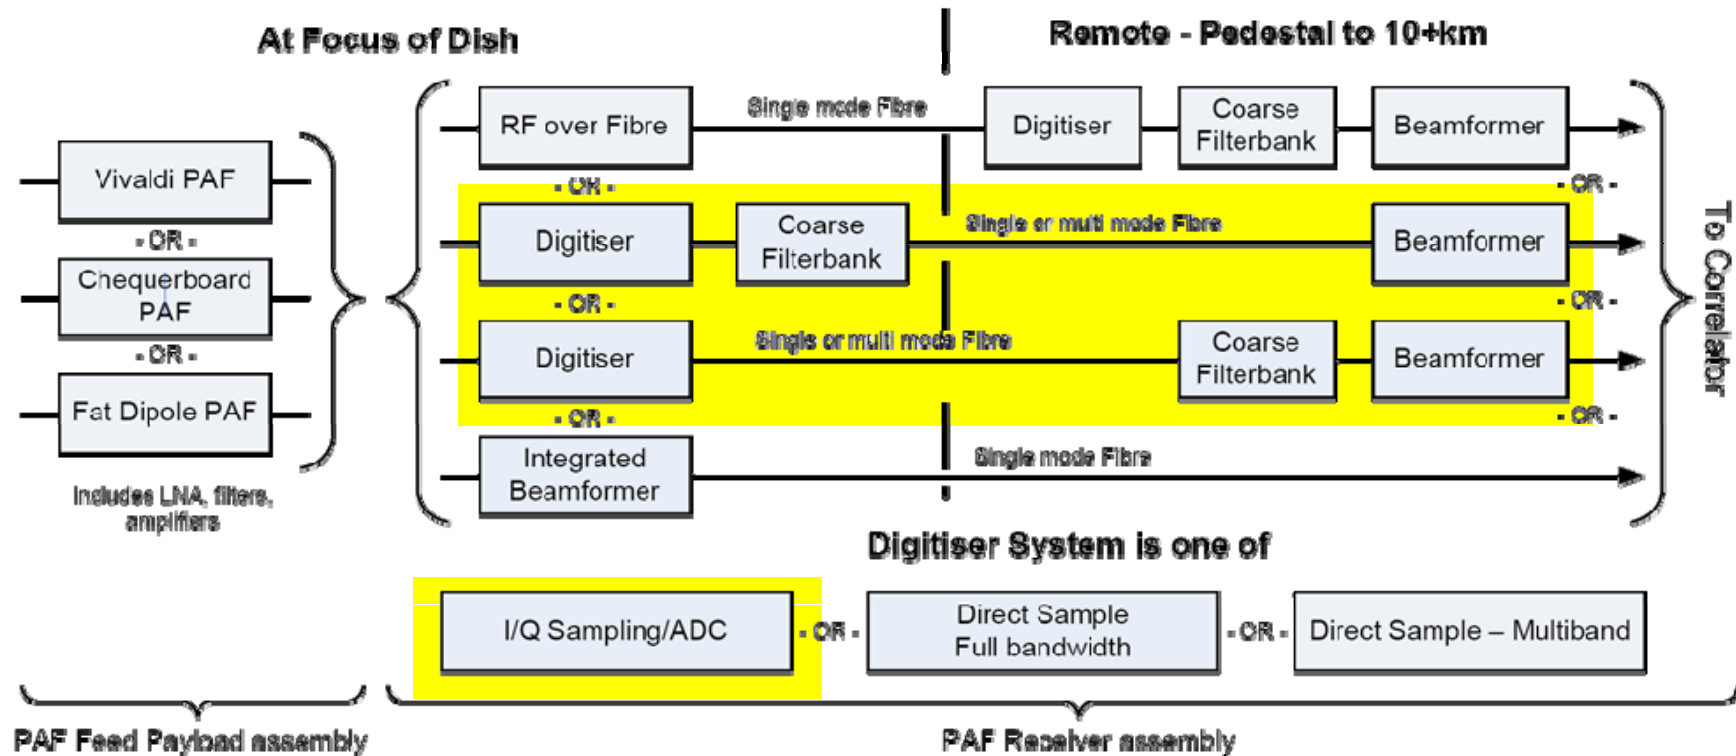 At Focus of Dish
Remote - Pedestal to 10+km
Vivaldi PAF
- OR -
Chequerboard
PAF
- OR -
Fat Dipole PAF
Includes LNA, filters,
amplifiers
RF over Fibre
Single mode Fibre
Digitiser
Coarse
Filterbank
Beamformer
- OR -
- OR -
Digitiser
Coarse
Filterbank
Single or multi mode Fibre
Beamformer
- OR -
- OR -
Digitiser
Single or multi mode Fibre
Coarse
Filterbank
Beamformer
- OR -
- OR -
Integrated
Beamformer
Single mode Fibre
To Correlator
Digitiser System is one of
I/Q Sampling/ADC
- OR -
Direct Sample
Full bandwidth
- OR -
Direct Sample – Multiband
PAF Feed Payload assembly
PAF Receiver assembly